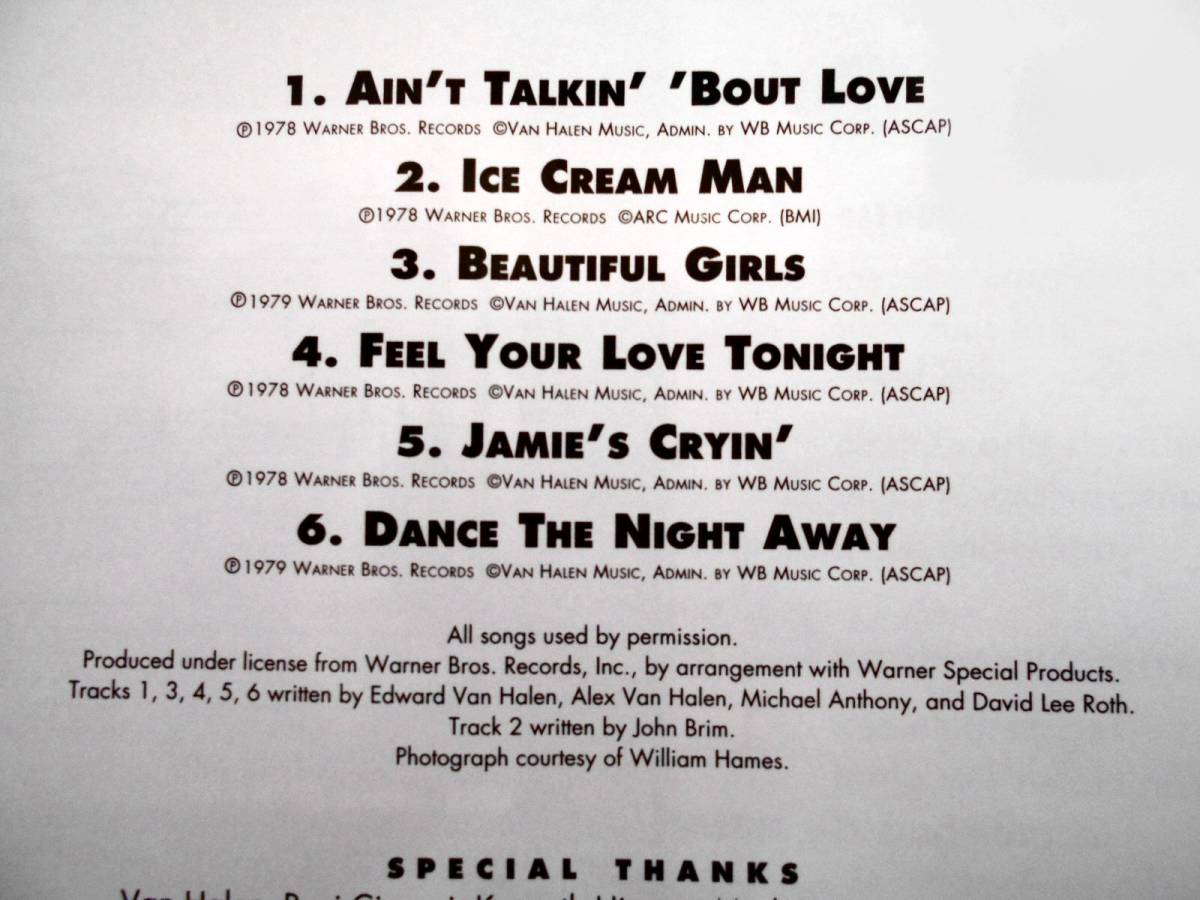 1. Ain't Talkin' 'Bout Love
℗1978 Warner Bros. Records ©Van Halen Music, Admin. by WB Music Corp. (ASCAP)
2. Ice Cream Man
℗1978 Warner Bros. Records ©ARC Music Corp. (BMI)
3. Beautiful Girls
℗1979 Warner Bros. Records ©Van Halen Music, Admin. by WB Music Corp. (ASCAP)
4. Feel Your Love Tonight
℗1978 Warner Bros. Records ©Van Halen Music, Admin. by WB Music Corp. (ASCAP)
5. Jamie's Cryin'
℗1978 Warner Bros. Records ©Van Halen Music, Admin. by WB Music Corp. (ASCAP)
6. Dance The Night Away
℗1979 Warner Bros. Records ©Van Halen Music, Admin. by WB Music Corp. (ASCAP)
All songs used by permission.
Produced under license from Warner Bros. Records, Inc., by arrangement with Warner Special Products.
Tracks 1, 3, 4, 5, 6 written by Edward Van Halen, Alex Van Halen, Michael Anthony, and David Lee Roth.
Track 2 written by John Brim.
Photograph courtesy of William Hames.
SPECIAL THANKS
Van Halen,